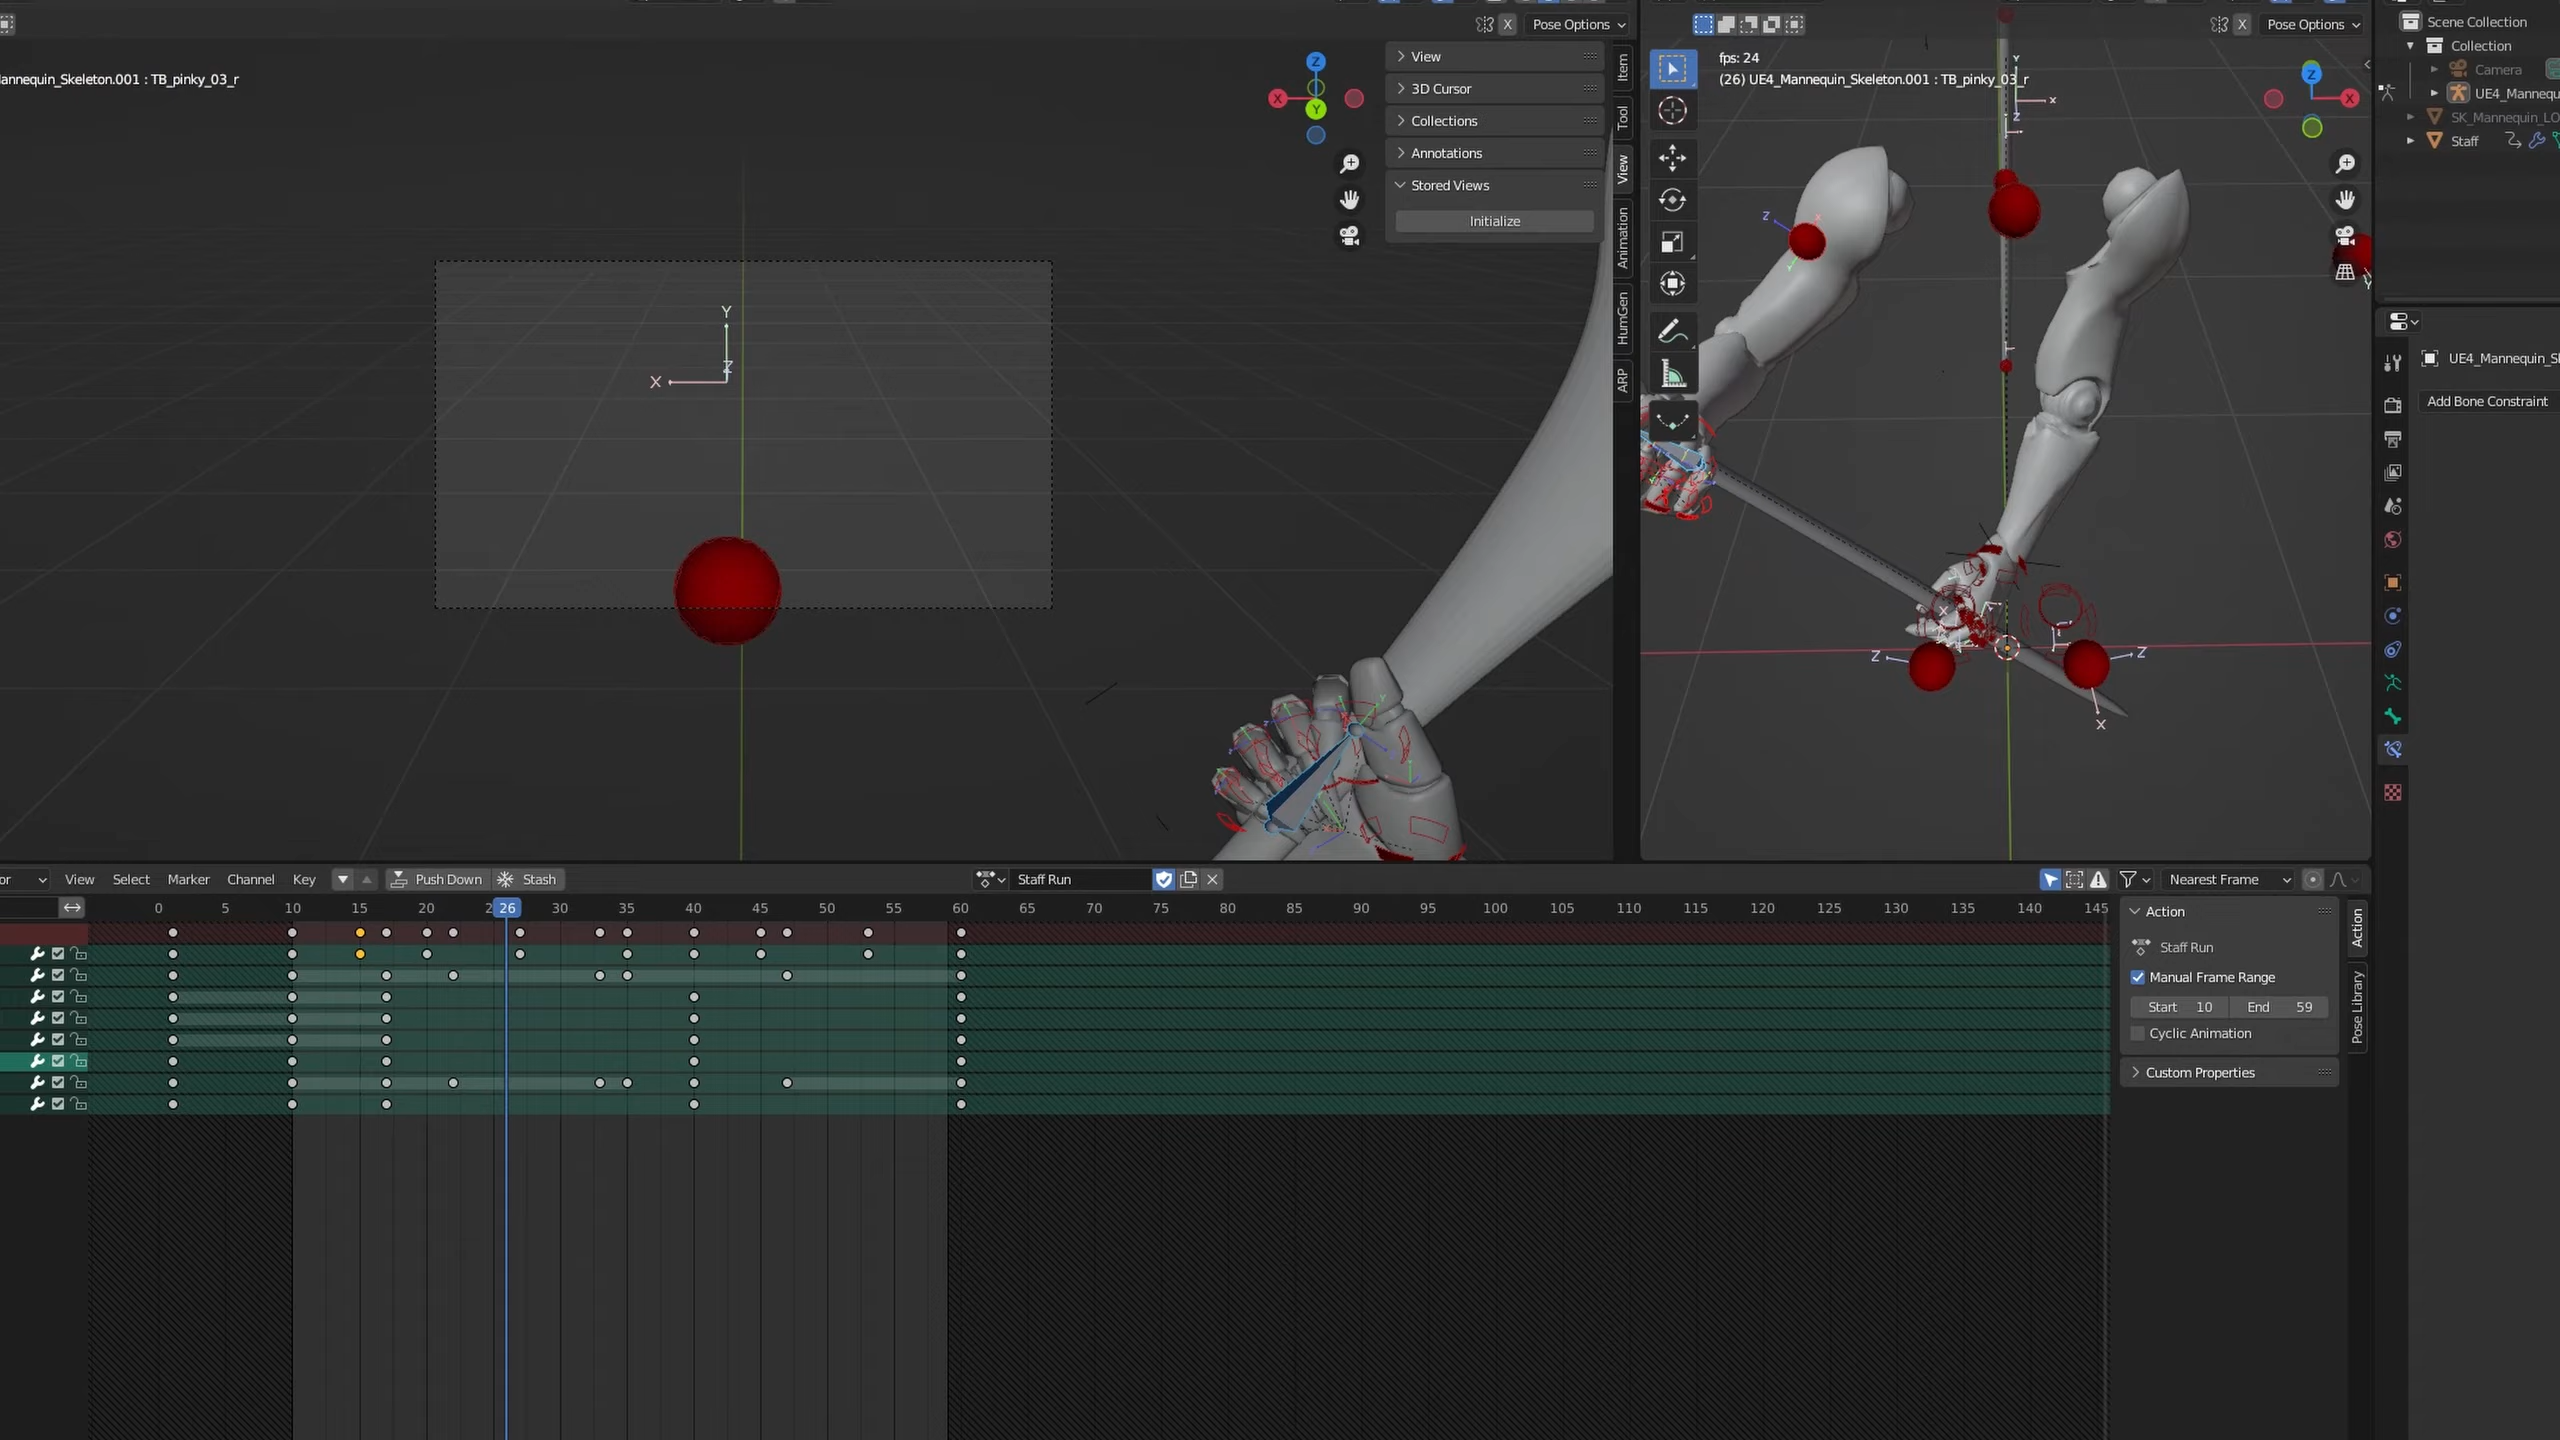 X Pose Options
X Pose Options
Scene Collection
Collection
Camera
UE4_Mannequ
SK_Mannequin_LO
Staff
annequin_Skeleton.001 : TB_pinky_03_r
fps: 24
(26) UE4_Mannequin_Skeleton.001 : TB_pinky_03_r
View
3D Cursor
Collections
Annotations
Stored Views
Initialize
Item
Tool
View
Animation
HumGen
ARP
Z
X
Y
Z
X
Y
Z
X
Z
X
Z
X
UE4_Mannequin_S
Add Bone Constraint
or View Select Marker Channel Key Push Down Stash Staff Run Nearest Frame
0 5 10 15 20 2 26 30 35 40 45 50 55 60 65 70 75 80 85 90 95 100 105 110 115 120 125 130 135 140 145
Action
Staff Run
Manual Frame Range
Start 10 End 59
Cyclic Animation
Custom Properties
Action
Pose Library